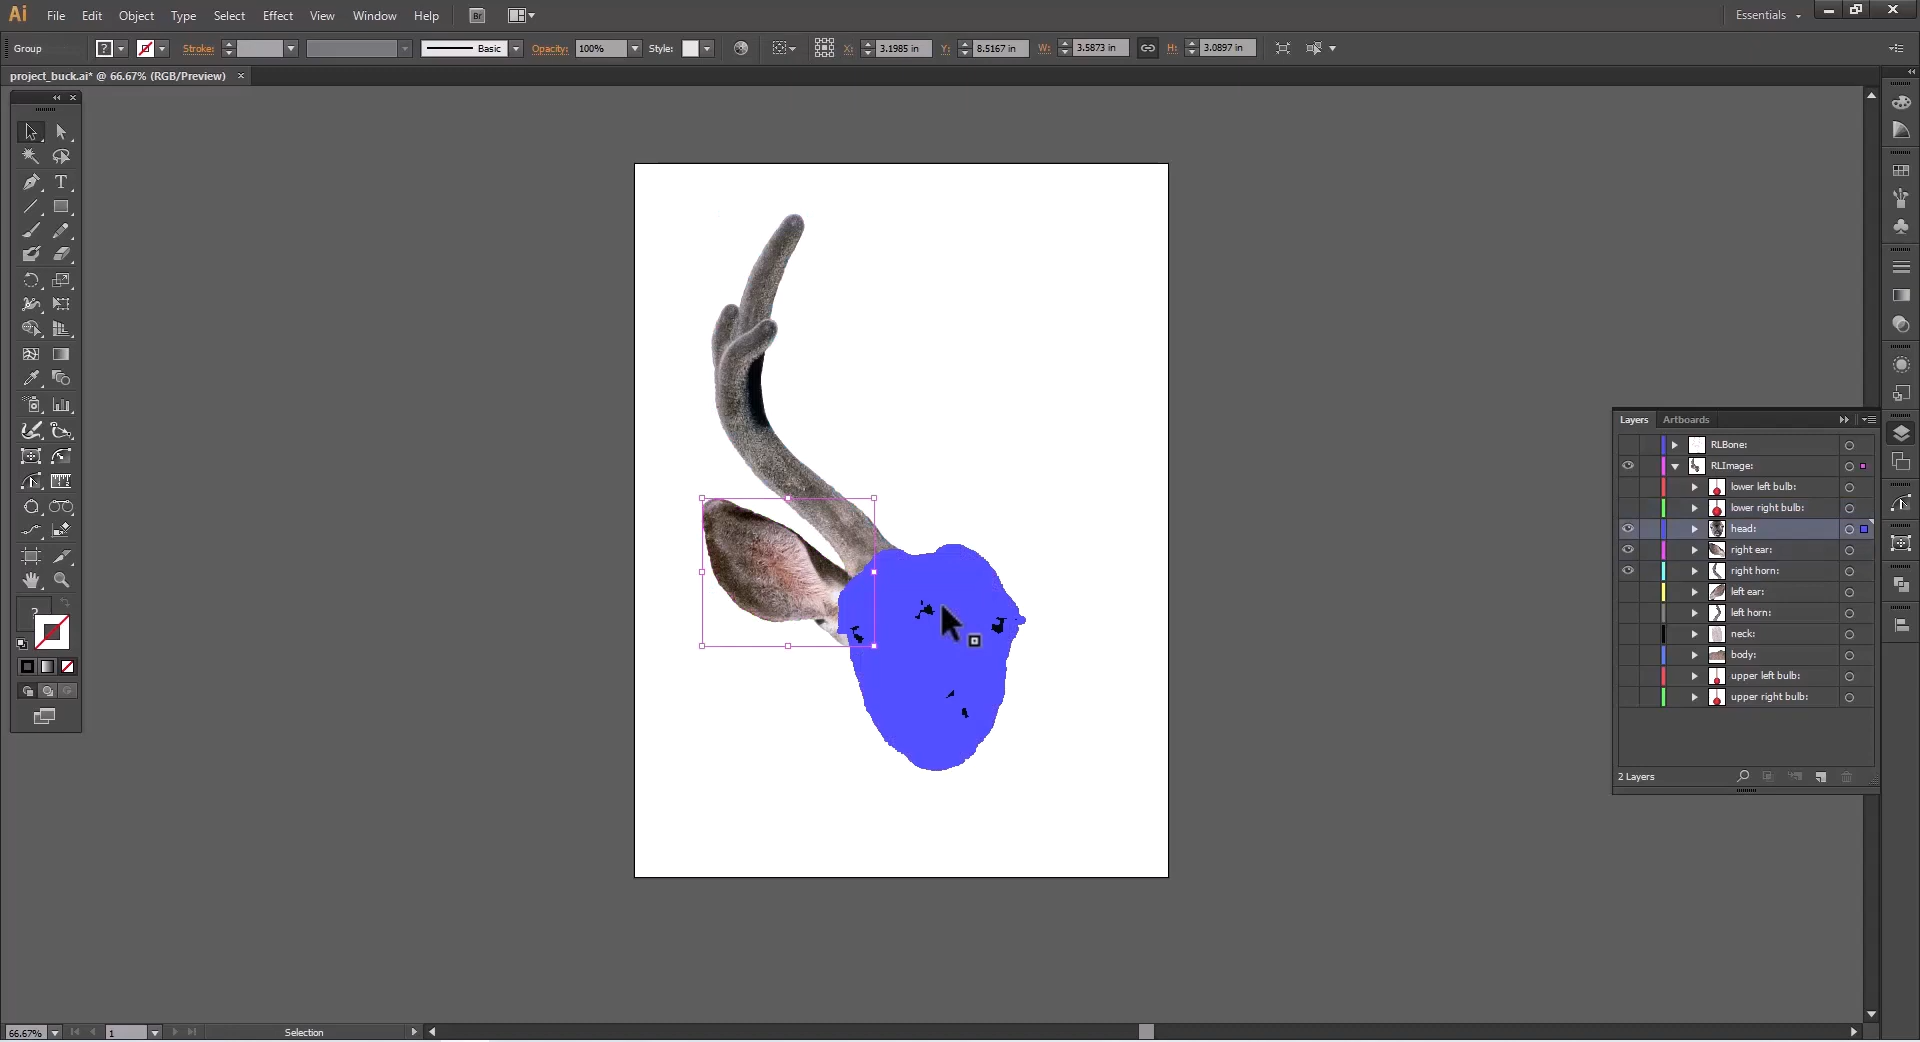 Ai File Edit Object Type Select Effect View Window Help Br Essentials
Group ? Stroke: Basic Opacity: 100% Style: X: 3.1985 in Y: 8.5167 in W: 3.5873 in H: 3.0897 in
project_buck.ai* @ 66.67% (RGB/Preview)
T
?
Layers Artboards
RLBone:
RLImage:
lower left bulb:
lower right bulb:
head:
right ear:
right horn:
left ear:
left horn:
neck:
body:
upper left bulb:
upper right bulb:
2 Layers
66.67% 1 Selection